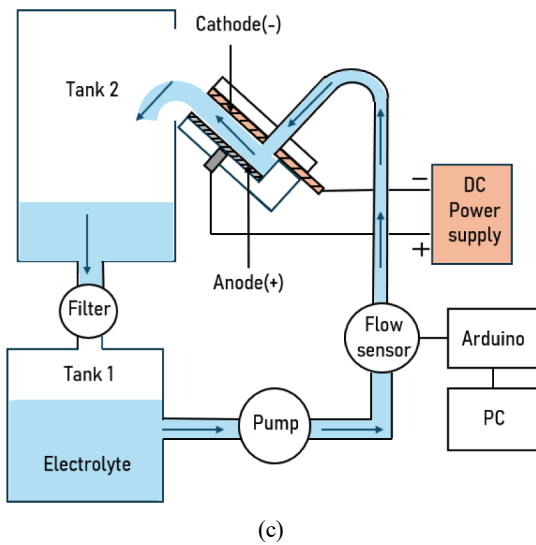 Cathode(-)
Tank 2
−
DC
Power
supply
+
Anode(+)
Filter
Flow
sensor
Arduino
Tank 1
Pump
PC
Electrolyte
(c)